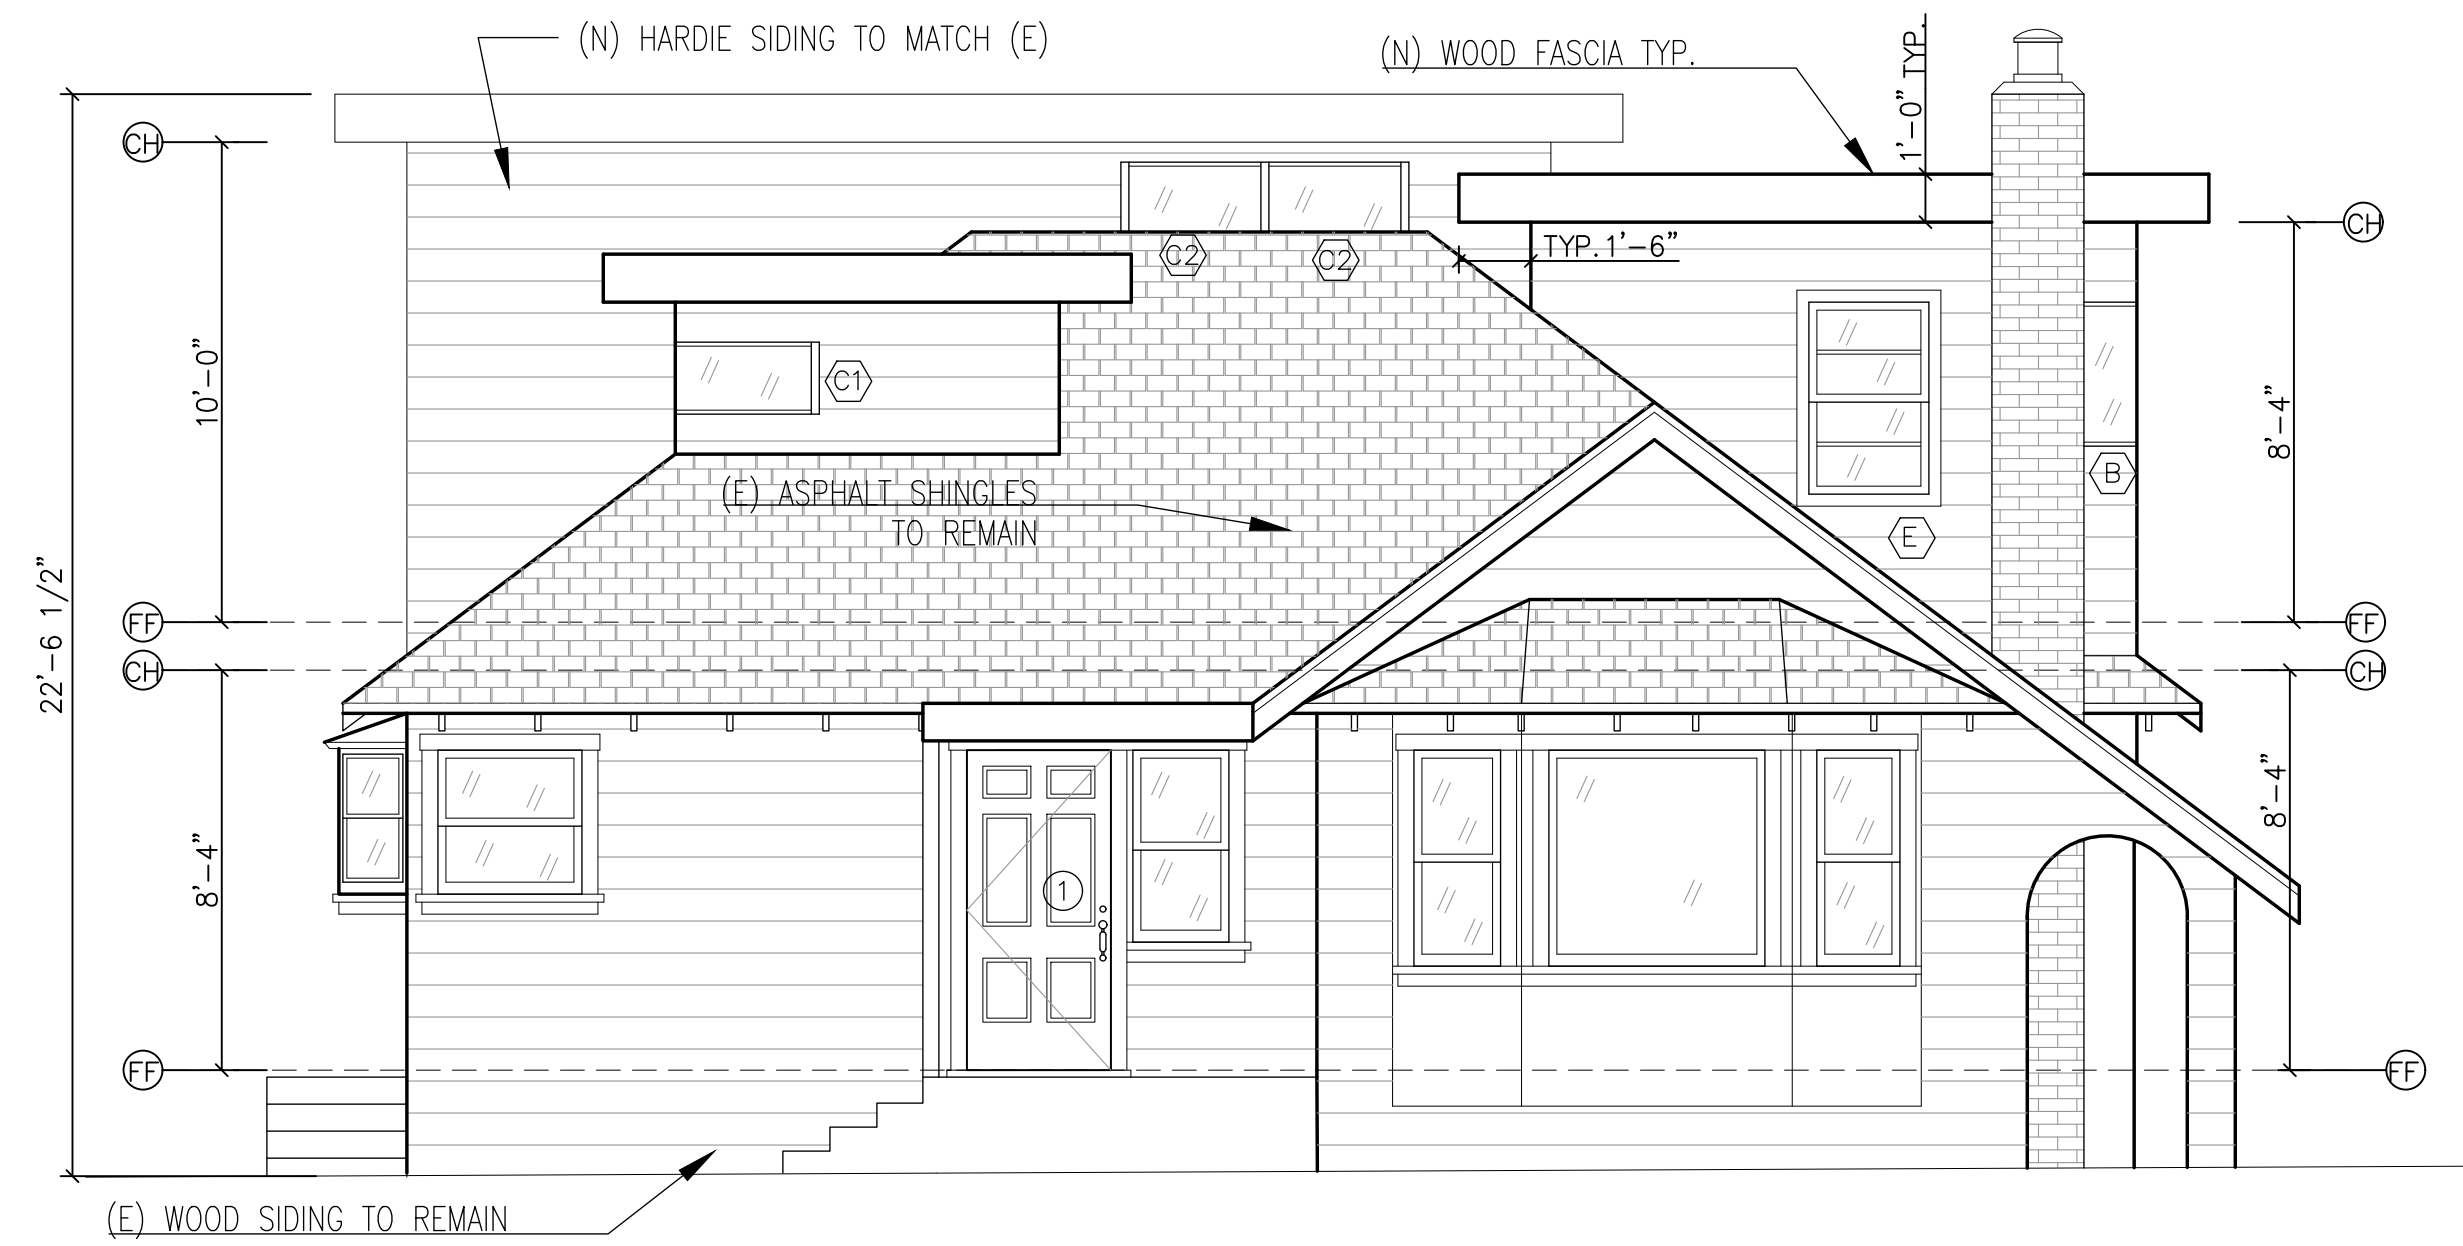 (N) HARDIE SIDING TO MATCH (E)
(N) WOOD FASCIA TYP.
1'-0" TYP.
CH
CH
C2
C2
TYP. 1'-6"
10'-0"
C1
8'-4"
B
(E) ASPHALT SHINGLES
TO REMAIN
E
22'-6 1/2"
FF
FF
CH
CH
8'-4"
8'-4"
1
FF
FF
(E) WOOD SIDING TO REMAIN